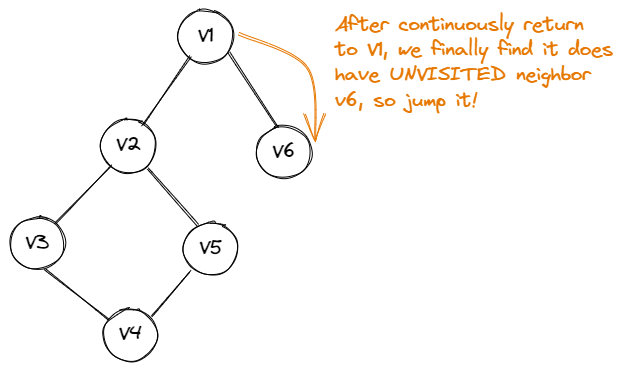 V1
After continuously return
to V1, we finally find it does
have UNVISITED neighbor
v6, so jump it!
V2
V6
V3
V5
V4